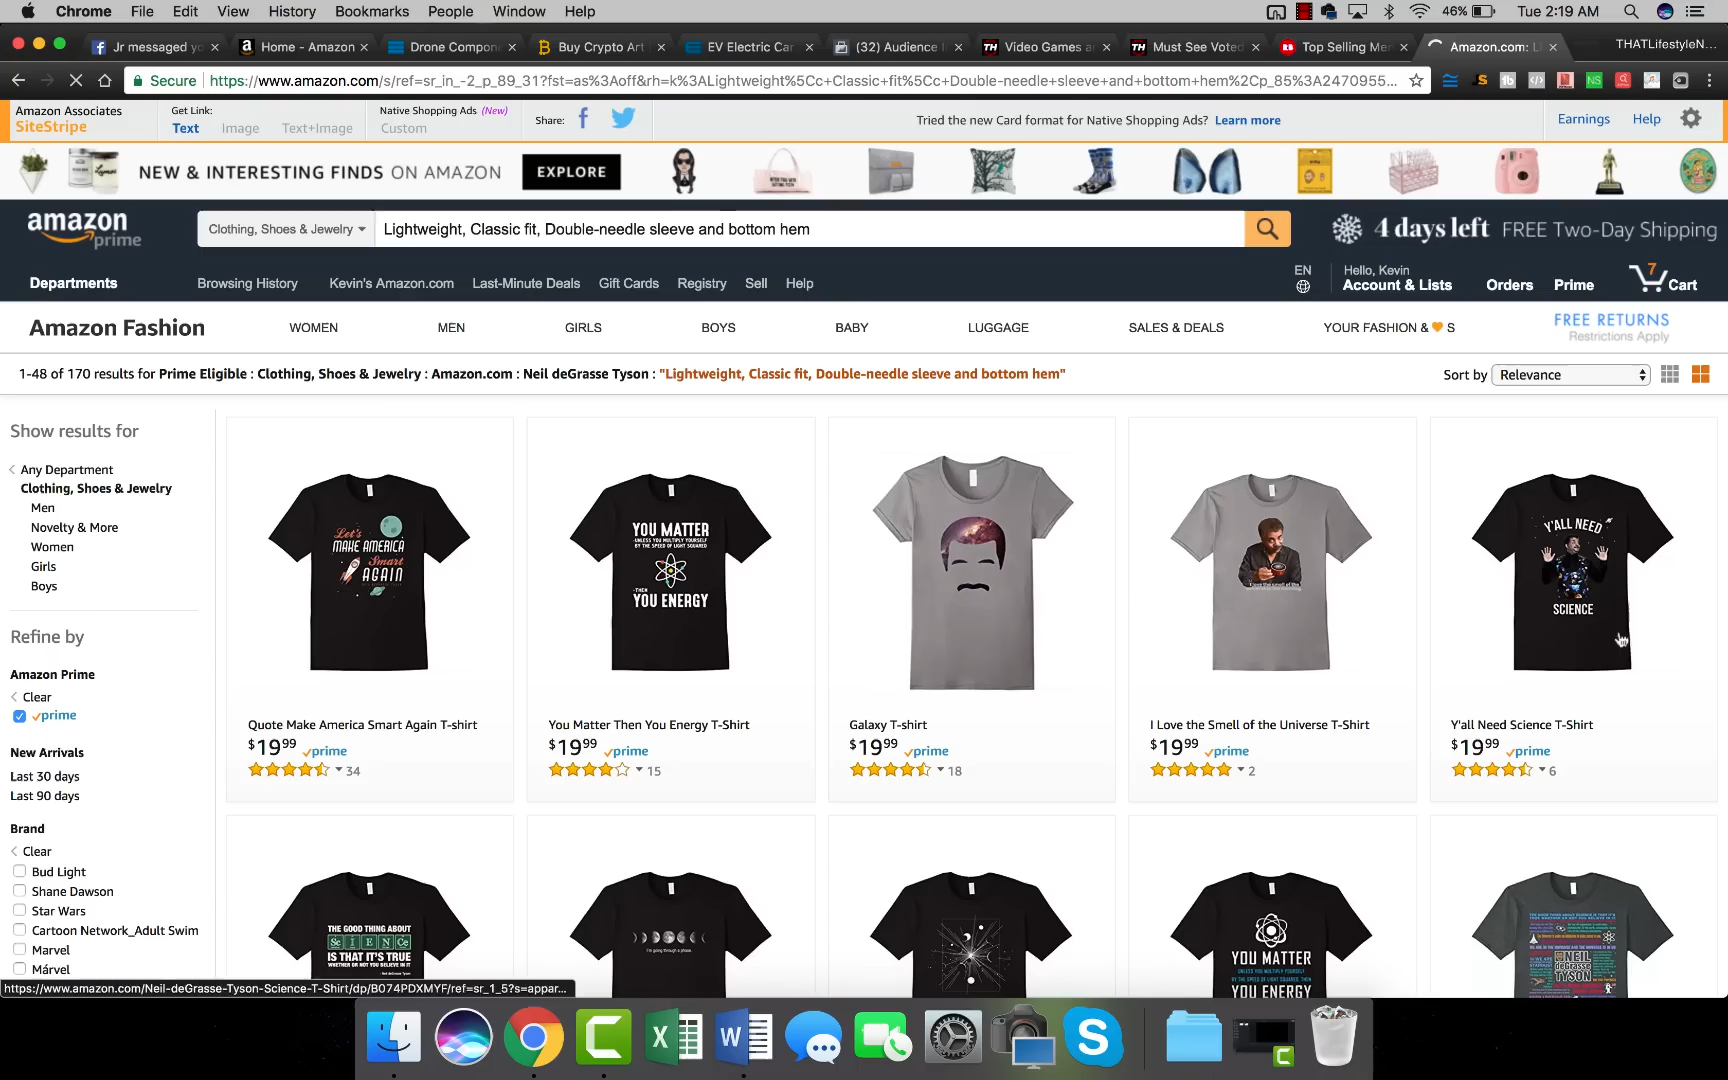 Chrome File Edit View History Bookmarks People Window Help 46% Tue 2:19 AM
Jr messaged yo Home - Amazon Drone Compone Buy Crypto Art EV Electric Car (32) Audience I Video Games a Must See Voted Top Selling Mer Amazon.com: Li THATLifestyleN...
Secure https://www.amazon.com/s/ref=sr_in_-2_p_89_31?fst=as%3Aoff&rh=k%3ALightweight%5Cc+Classic+fit%5Cc+Double-needle+sleeve+and+bottom+hem%2Cp_85%3A2470955...
Amazon Associates
SiteStripe
Get Link:
Text Image Text+Image
Native Shopping Ads (New)
Custom
Share:
Tried the new Card format for Native Shopping Ads? Learn more
Earnings Help
NEW & INTERESTING FINDS ON AMAZON EXPLORE
amazon prime
Clothing, Shoes & Jewelry
Lightweight, Classic fit, Double-needle sleeve and bottom hem
4 days left FREE Two-Day Shipping
Departments
Browsing History Kevin's Amazon.com Last-Minute Deals Gift Cards Registry Sell Help
EN
Hello, Kevin
Account & Lists
Orders Prime 7 Cart
Amazon Fashion WOMEN MEN GIRLS BOYS BABY LUGGAGE SALES & DEALS YOUR FASHION & S
FREE RETURNS
Restrictions Apply
1-48 of 170 results for Prime Eligible : Clothing, Shoes & Jewelry : Amazon.com : Neil deGrasse Tyson : "Lightweight, Classic fit, Double-needle sleeve and bottom hem"
Sort by Relevance
Show results for
Any Department
Clothing, Shoes & Jewelry
Men
Novelty & More
Women
Girls
Boys
Refine by
Amazon Prime
Clear
prime
New Arrivals
Last 30 days
Last 90 days
Brand
Clear
Bud Light
Shane Dawson
Star Wars
Cartoon Network_Adult Swim
Marvel
Márvel
Let's
MAKE AMERICA
Smart
AGAIN
Quote Make America Smart Again T-shirt
$19.99 prime
34
YOU MATTER
UNLESS YOU MULTIPLY YOURSELF
BY THE SPEED OF LIGHT SQUARED
-THEN
YOU ENERGY
You Matter Then You Energy T-Shirt
$19.99 prime
15
Galaxy T-shirt
$19.99 prime
18
I Love the Smell of the Universe T-Shirt
$19.99 prime
2
Y'ALL NEED
SCIENCE
Y'all Need Science T-Shirt
$19.99 prime
6
THE GOOD THING ABOUT
SCIENCE
IS THAT IT'S TRUE
WHETHER OR NOT YOU BELIEVE IN IT
- Neil deGrasse Tyson
I'm going through a phase.
YOU MATTER
UNLESS YOU MULTIPLY YOURSELF
BY THE SPEED OF LIGHT SQUARED, THEN
YOU ENERGY
NEIL
deGRASSE
TYSON
https://www.amazon.com/Neil-deGrasse-Tyson-Science-T-Shirt/dp/B074PDXMYF/ref=sr_1_5?s=appar...